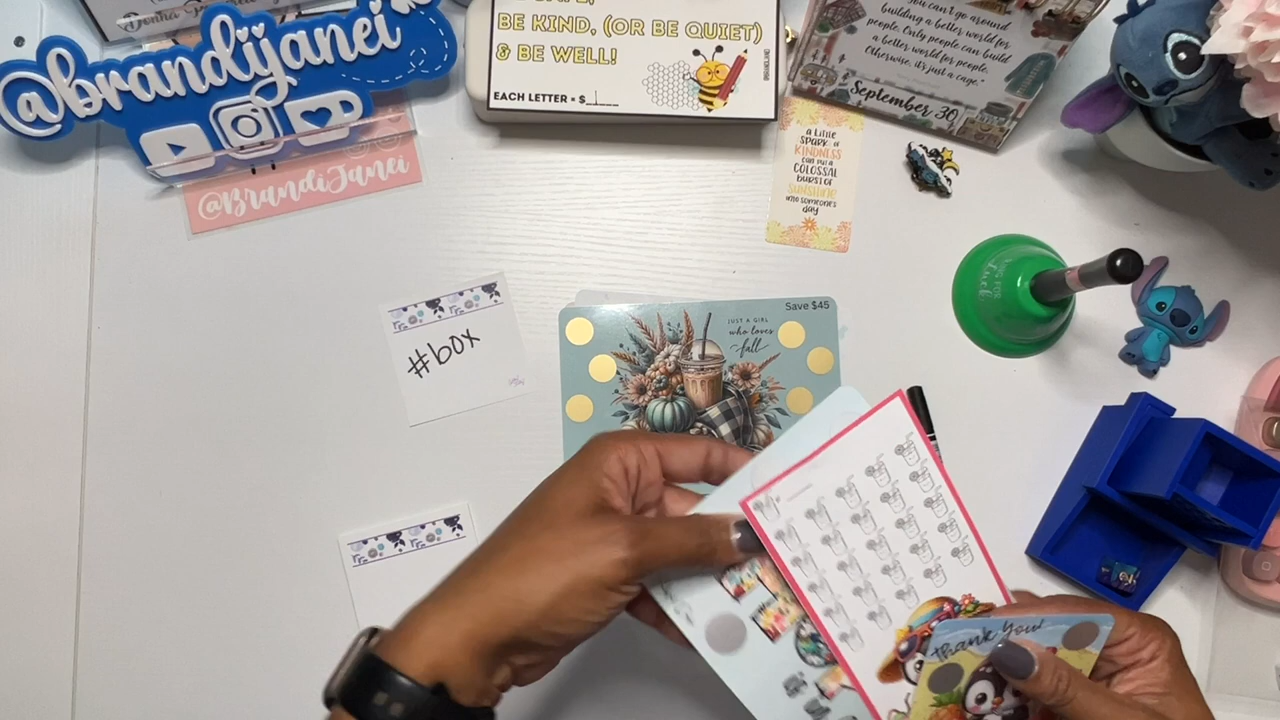 @brandijanei
@BrandiJanei
BE KIND, (OR BE QUIET)
& BE WELL!
EACH LETTER = $
You can't go around
building a better world for
people. Only people can build
a better world for people.
Otherwise it's just a cage.
September 30
a little
spark of
KINDNESS
can put a
COLOSSAL
burst of
SUNSHINE
into someone's
day
#box
Save $45
JUST A GIRL
who loves
fall
thank you!